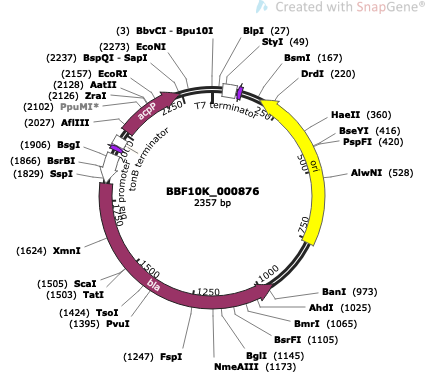 Created with SnapGene®
(3) BbvCI - Bpu10I
(2273) EcoNI
(2237) BspQI - SapI
(2157) EcoRI
(2128) AatII
(2126) ZraI
(2102) PpuMI*
(2027) AflIII
(1906) BsgI
(1866) BsrBI
(1829) SspI
(1624) XmnI
(1505) ScaI
(1503) TatI
(1424) TsoI
(1395) PvuI
(1247) FspI
BlpI (27)
StyI (49)
BsmI (167)
DrdI (220)
HaeII (360)
BseYI (416)
PspFI (420)
AlwNI (528)
BanI (973)
AhdI (1025)
BmrI (1065)
BsrFI (1105)
BglI (1145)
NmeAIII (1173)
T7 terminator
acpP
tonB terminator
bla promoter
ori
bla
250
500
750
1000
1250
1500
1750
2000
2250
BBF10K_000876
2357 bp